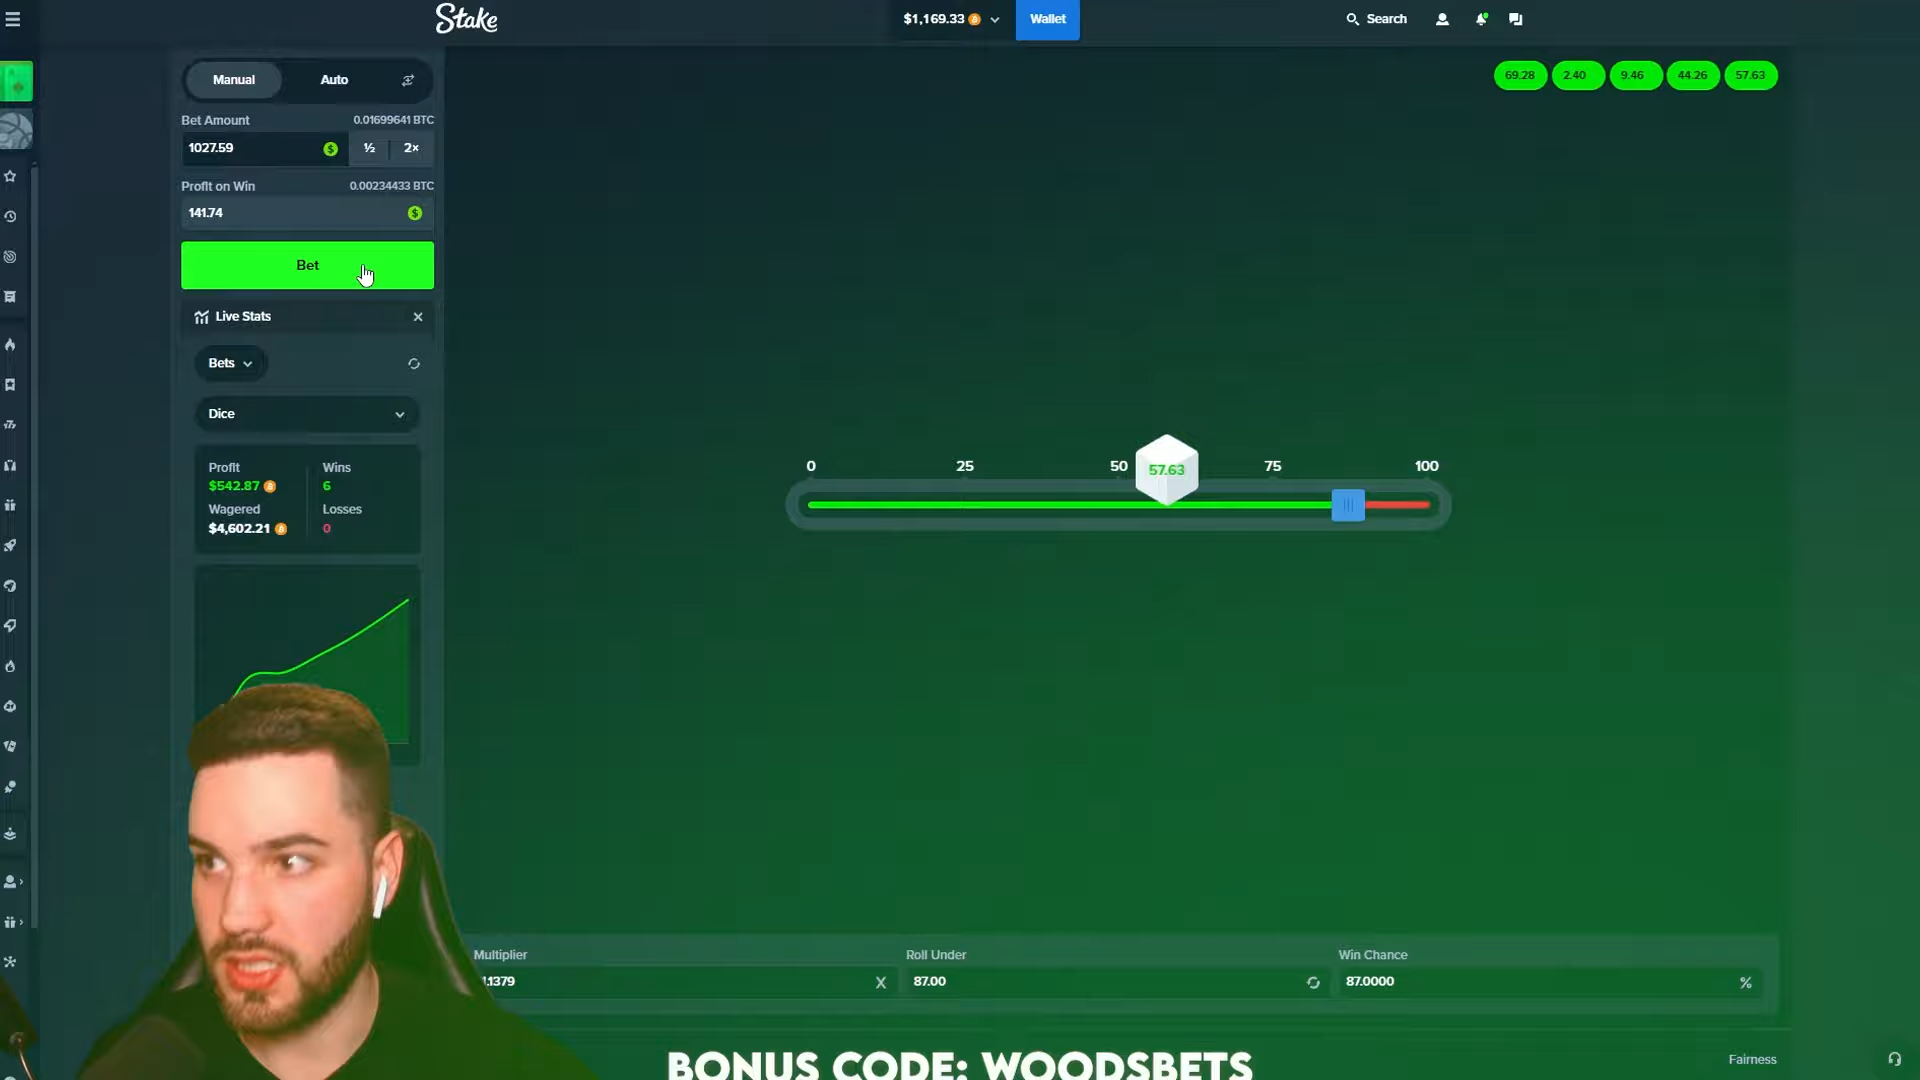 Stake
$1,169.33
Wallet
Search
Manual
Auto
69.28
2.40
9.46
44.26
57.63
Bet Amount
0.01699641 BTC
1027.59
½
2×
Profit on Win
0.00234433 BTC
141.74
Bet
Live Stats
Bets
Dice
Profit
Wins
$542.87
6
Wagered
Losses
$4,602.21
0
0
25
50
75
100
57.63
Multiplier
Roll Under
Win Chance
1.1379
87.00
87.0000
%
BONUS CODE: WOODSBETS
Fairness